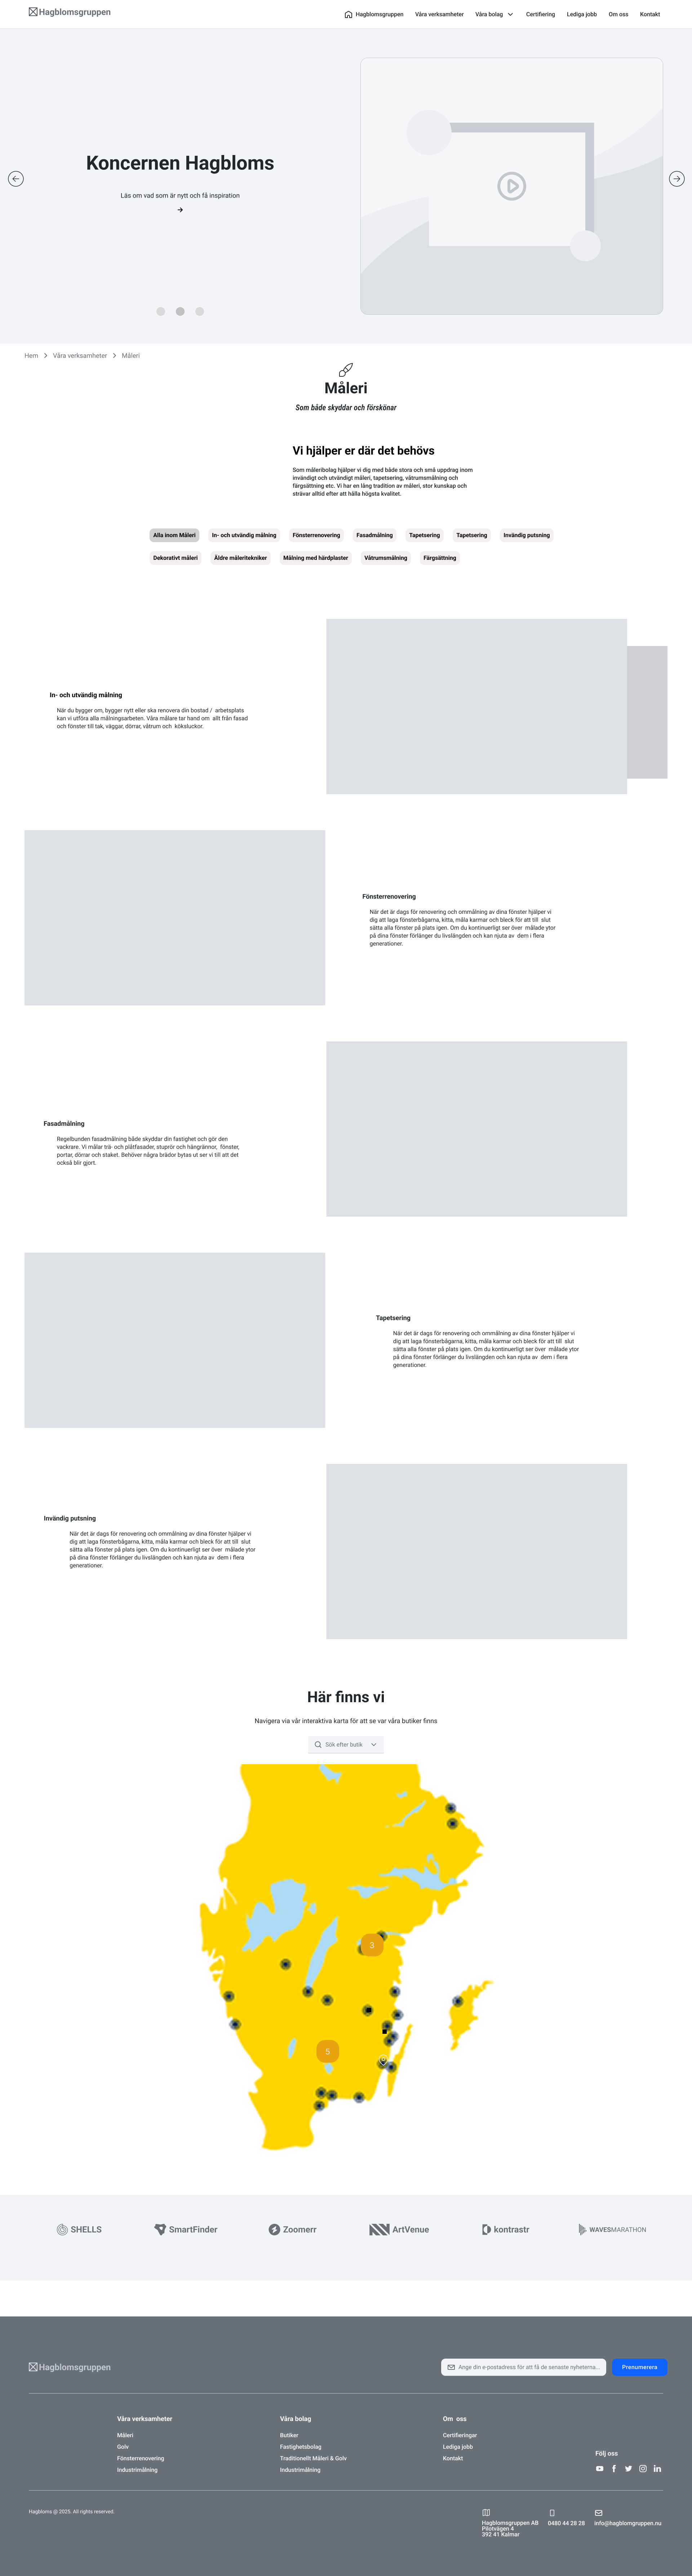 Hagblomsgruppen
Hagblomsgruppen Våra verksamheter Våra bolag Certifiering Lediga jobb Om oss Kontakt
Koncernen Hagbloms
Läs om vad som är nytt och få inspiration
Hem Våra verksamheter Måleri
Måleri
Som både skyddar och förskönar
Vi hjälper er där det behövs
Som måleribolag hjälper vi dig med både stora och små uppdrag inom
invändigt och utvändigt måleri, tapetsering, våtrumsmålning och
färgsättning etc. Vi har en lång tradition av måleri, stor kunskap och
strävar alltid efter att hålla högsta kvalitet.
Alla inom Måleri In- och utvändig målning Fönsterrenovering Fasadmålning Tapetsering Tapetsering Invändig putsning
Dekorativt måleri Äldre måleritekniker Målning med hårdplaster Våtrumsmålning Färgsättning
In- och utvändig målning
När du bygger om, bygger nytt eller ska renovera din bostad / arbetsplats
kan vi utföra alla målningsarbeten. Våra målare tar hand om allt från fasad
och fönster till tak, väggar, dörrar, våtrum och köksluckor.
Fönsterrenovering
När det är dags för renovering och ommålning av dina fönster hjälper vi
dig att laga fönsterbågarna, kitta, måla karmar och bleck för att till slut
sätta alla fönster på plats igen. Om du kontinuerligt ser över målade ytor
på dina fönster förlänger du livslängden och kan njuta av dem i flera
generationer.
Fasadmålning
Regelbunden fasadmålning både skyddar din fastighet och gör den
vackrare. Vi målar trä- och plåtfasader, stuprör och hängrännor, fönster,
portar, dörrar och staket. Behöver några brädor bytas ut ser vi till att det
också blir gjort.
Tapetsering
När det är dags för renovering och ommålning av dina fönster hjälper vi
dig att laga fönsterbågarna, kitta, måla karmar och bleck för att till slut
sätta alla fönster på plats igen. Om du kontinuerligt ser över målade ytor
på dina fönster förlänger du livslängden och kan njuta av dem i flera
generationer.
Invändig putsning
När det är dags för renovering och ommålning av dina fönster hjälper vi
dig att laga fönsterbågarna, kitta, måla karmar och bleck för att till slut
sätta alla fönster på plats igen. Om du kontinuerligt ser över målade ytor
på dina fönster förlänger du livslängden och kan njuta av dem i flera
generationer.
Här finns vi
Navigera via vår interaktiva karta för att se var våra butiker finns
Sök efter butik
3
5
SHELLS SmartFinder Zoomerr ArtVenue kontrastr WAVESMARATHON
Hagblomsgruppen
Ange din e-postadress för att få de senaste nyheterna... Prenumerera
Våra verksamheter
Måleri
Golv
Fönsterrenovering
Industrimålning
Våra bolag
Butiker
Fastighetsbolag
Traditionellt Måleri & Golv
Industrimålning
Om oss
Certifieringar
Lediga jobb
Kontakt
Följ oss
Hagbloms @ 2025. All rights reserved.
Hagblomsgruppen AB
Pilotvägen 4
392 41 Kalmar
0480 44 28 28
info@hagblomgruppen.nu